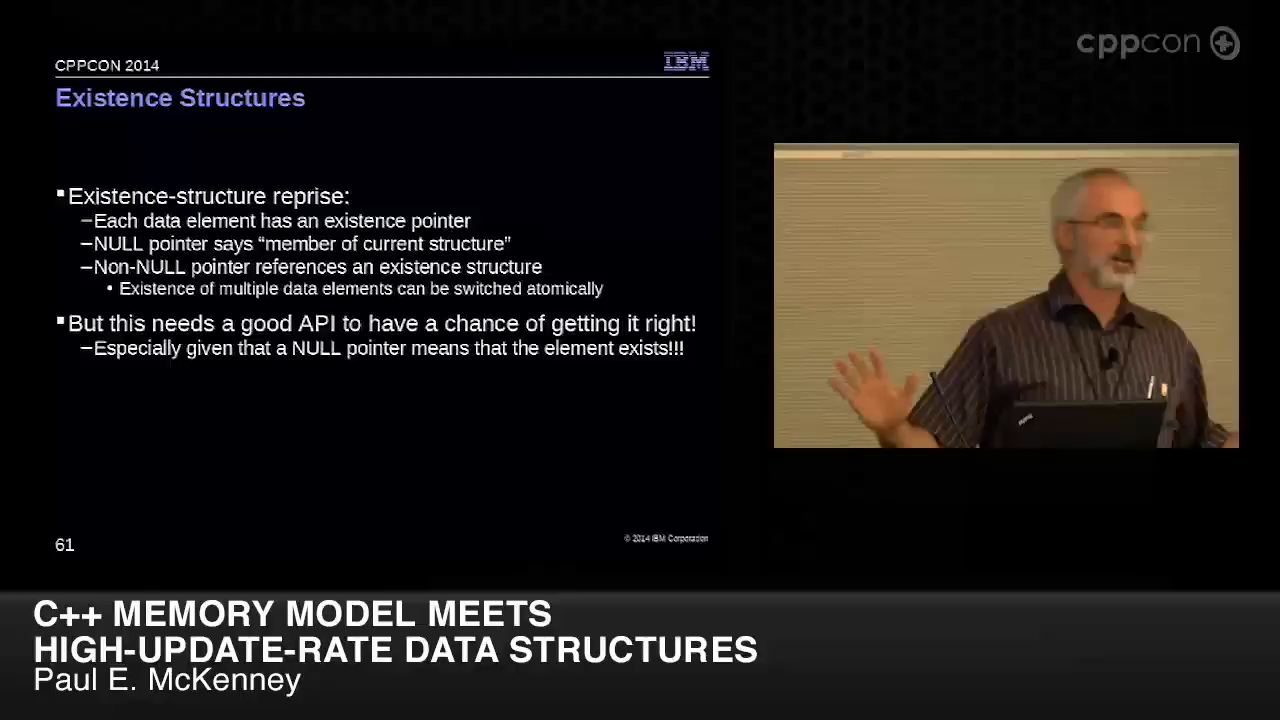 cppcon
CPPCON 2014
IBM
Existence Structures
▪Existence-structure reprise:
–Each data element has an existence pointer
–NULL pointer says “member of current structure”
–Non-NULL pointer references an existence structure
• Existence of multiple data elements can be switched atomically
▪But this needs a good API to have a chance of getting it right!
–Especially given that a NULL pointer means that the element exists!!!
61
© 2014 IBM Corporation
C++ MEMORY MODEL MEETS
HIGH-UPDATE-RATE DATA STRUCTURES
Paul E. McKenney